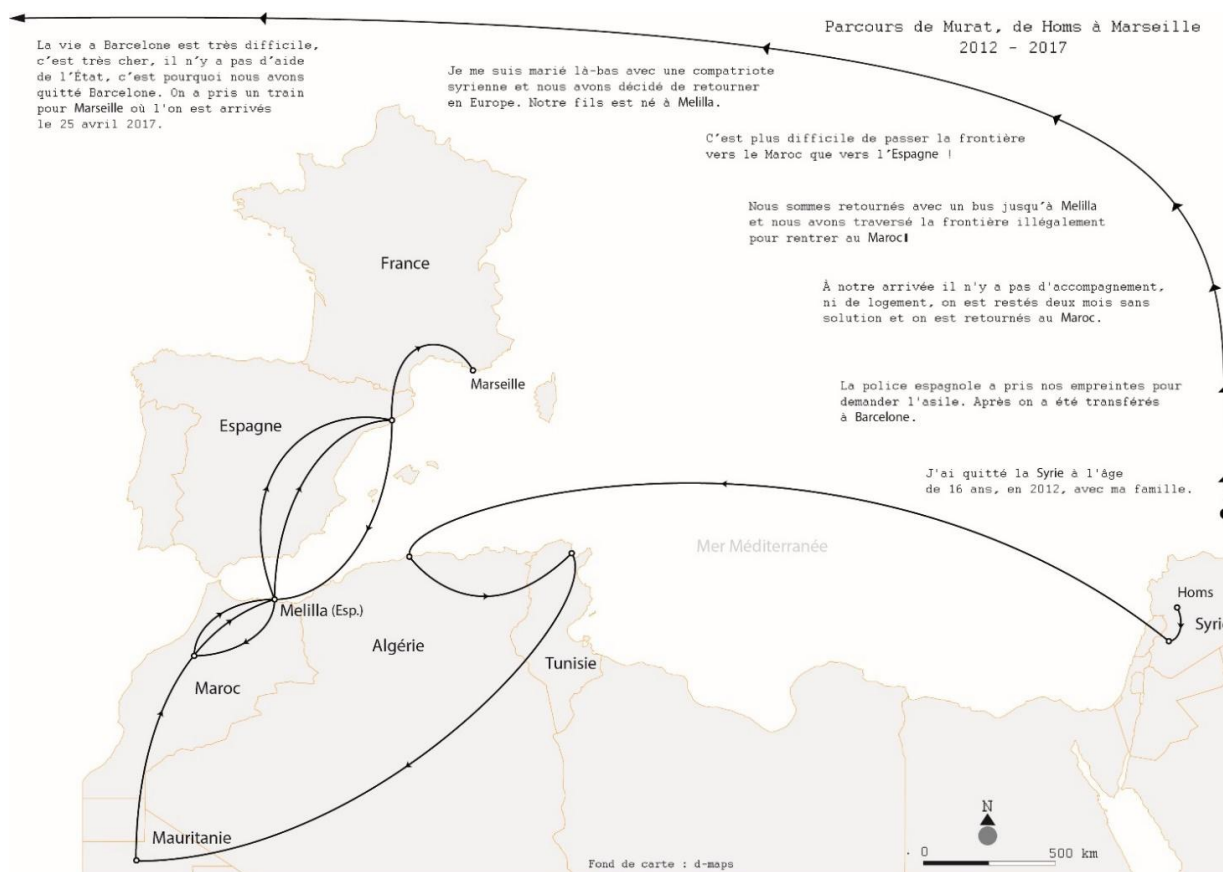 Parcours de Murat, de Homs à Marseille
2012 - 2017
La vie a Barcelone est très difficile,
c'est très cher, il n'y a pas d'aide
de l'État, c'est pourquoi nous avons
quitté Barcelone. On a pris un train
pour Marseille où l'on est arrivés
le 25 avril 2017.
Je me suis marié là-bas avec une compatriote
syrienne et nous avons décidé de retourner
en Europe. Notre fils est né à Melilla.
C'est plus difficile de passer la frontière
vers le Maroc que vers l'Espagne !
Nous sommes retournés avec un bus jusqu'à Melilla
et nous avons traversé la frontière illégalement
pour rentrer au Maroc
À notre arrivée il n'y a pas d'accompagnement,
ni de logement, on est restés deux mois sans
solution et on est retournés au Maroc.
La police espagnole a pris nos empreintes pour
demander l'asile. Après on a été transférés
à Barcelone.
J'ai quitté la Syrie à l'âge
de 16 ans, en 2012, avec ma famille.
France
Marseille
Espagne
Mer Méditerranée
Homs
Syrie
Melilla (Esp.)
Algérie
Tunisie
Maroc
Mauritanie
N
0 500 km
Fond de carte : d-maps